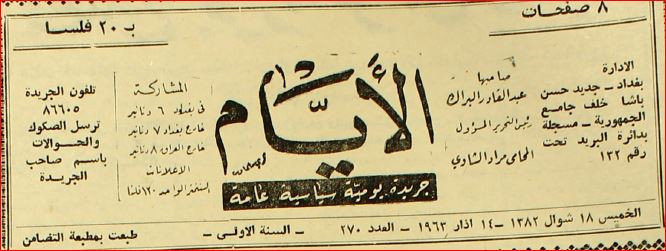 ٨ صفحات
ب ٢٠ فلسا
الادارة
بغداد - جديد حسن
باشا خلف جامع
الجمهورية - مسجلة
بدائرة البريد تحت
رقم ١٣٢
صاحبها
عبدالقادر البراك
رئيس التحرير المسؤول
المحامي مراد الشاوي
الأيام
جريدة يومية سياسية عامة
المشاركة
في بغداد ٦ دنانير
خارج بغداد ٧ دنانير
خارج العراق ٨ دنانير
الاعلانات
السنتمتر الواحد ١٢٠ فلسا
تلفون الجريدة
٨٦٦٠٥
ترسل الصكوك
والحوالات
باسم صاحب
الجريدة
الخميس ١٨ شوال ١٣٨٢ - ١٤ اذار ١٩٦٣ - العدد ٢٧٠ - السنة الاولى - طبعت بمطبعة التضامن